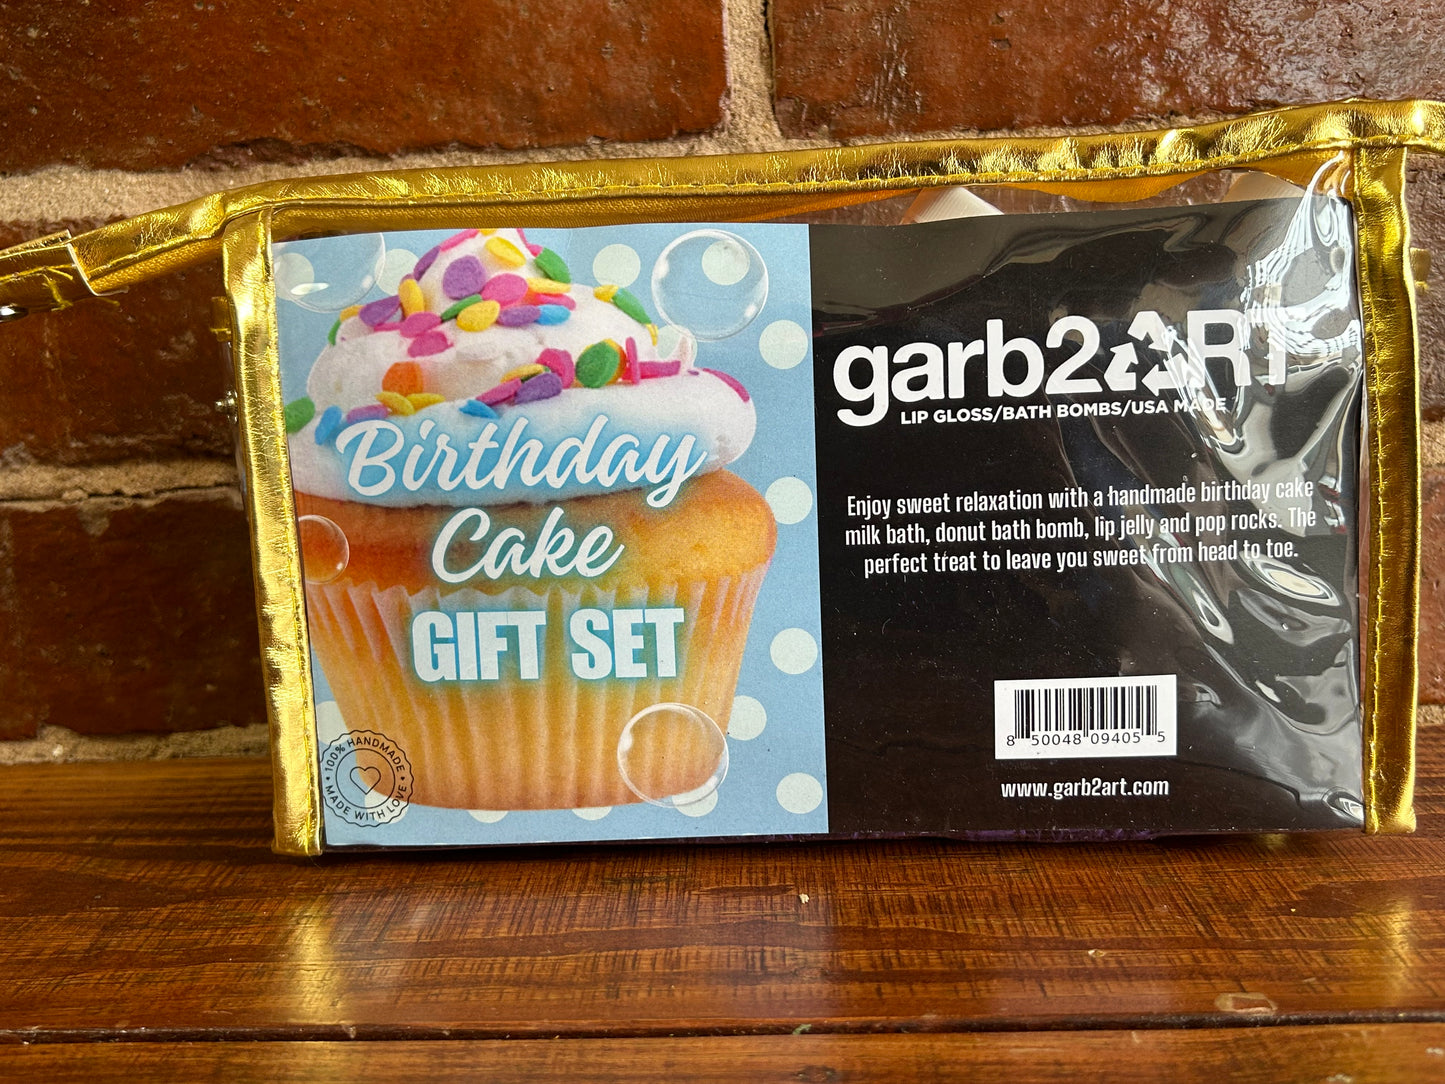 Birthday
Cake
GIFT SET
100% HANDMADE
MADE WITH LOVE
garb2ART
LIP GLOSS/BATH BOMBS/USA MADE
Enjoy sweet relaxation with a handmade birthday cake
milk bath, donut bath bomb, lip jelly and pop rocks. The
perfect treat to leave you sweet from head to toe.
8 50048 09405 5
www.garb2art.com